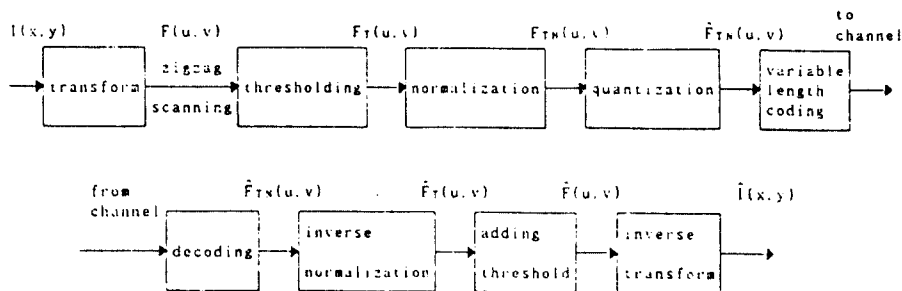 to
I(x,y) F(u,v) F_T(u,v) F_TN(u,v) F̂_TN(u,v) channel
zigzag variable
transform thresholding normalization quantization length
scanning coding
from F̂_TN(u,v) F̂_T(u,v) F̂(u,v) Î(x,y)
channel
inverse adding inverse
decoding
normalization threshold transform